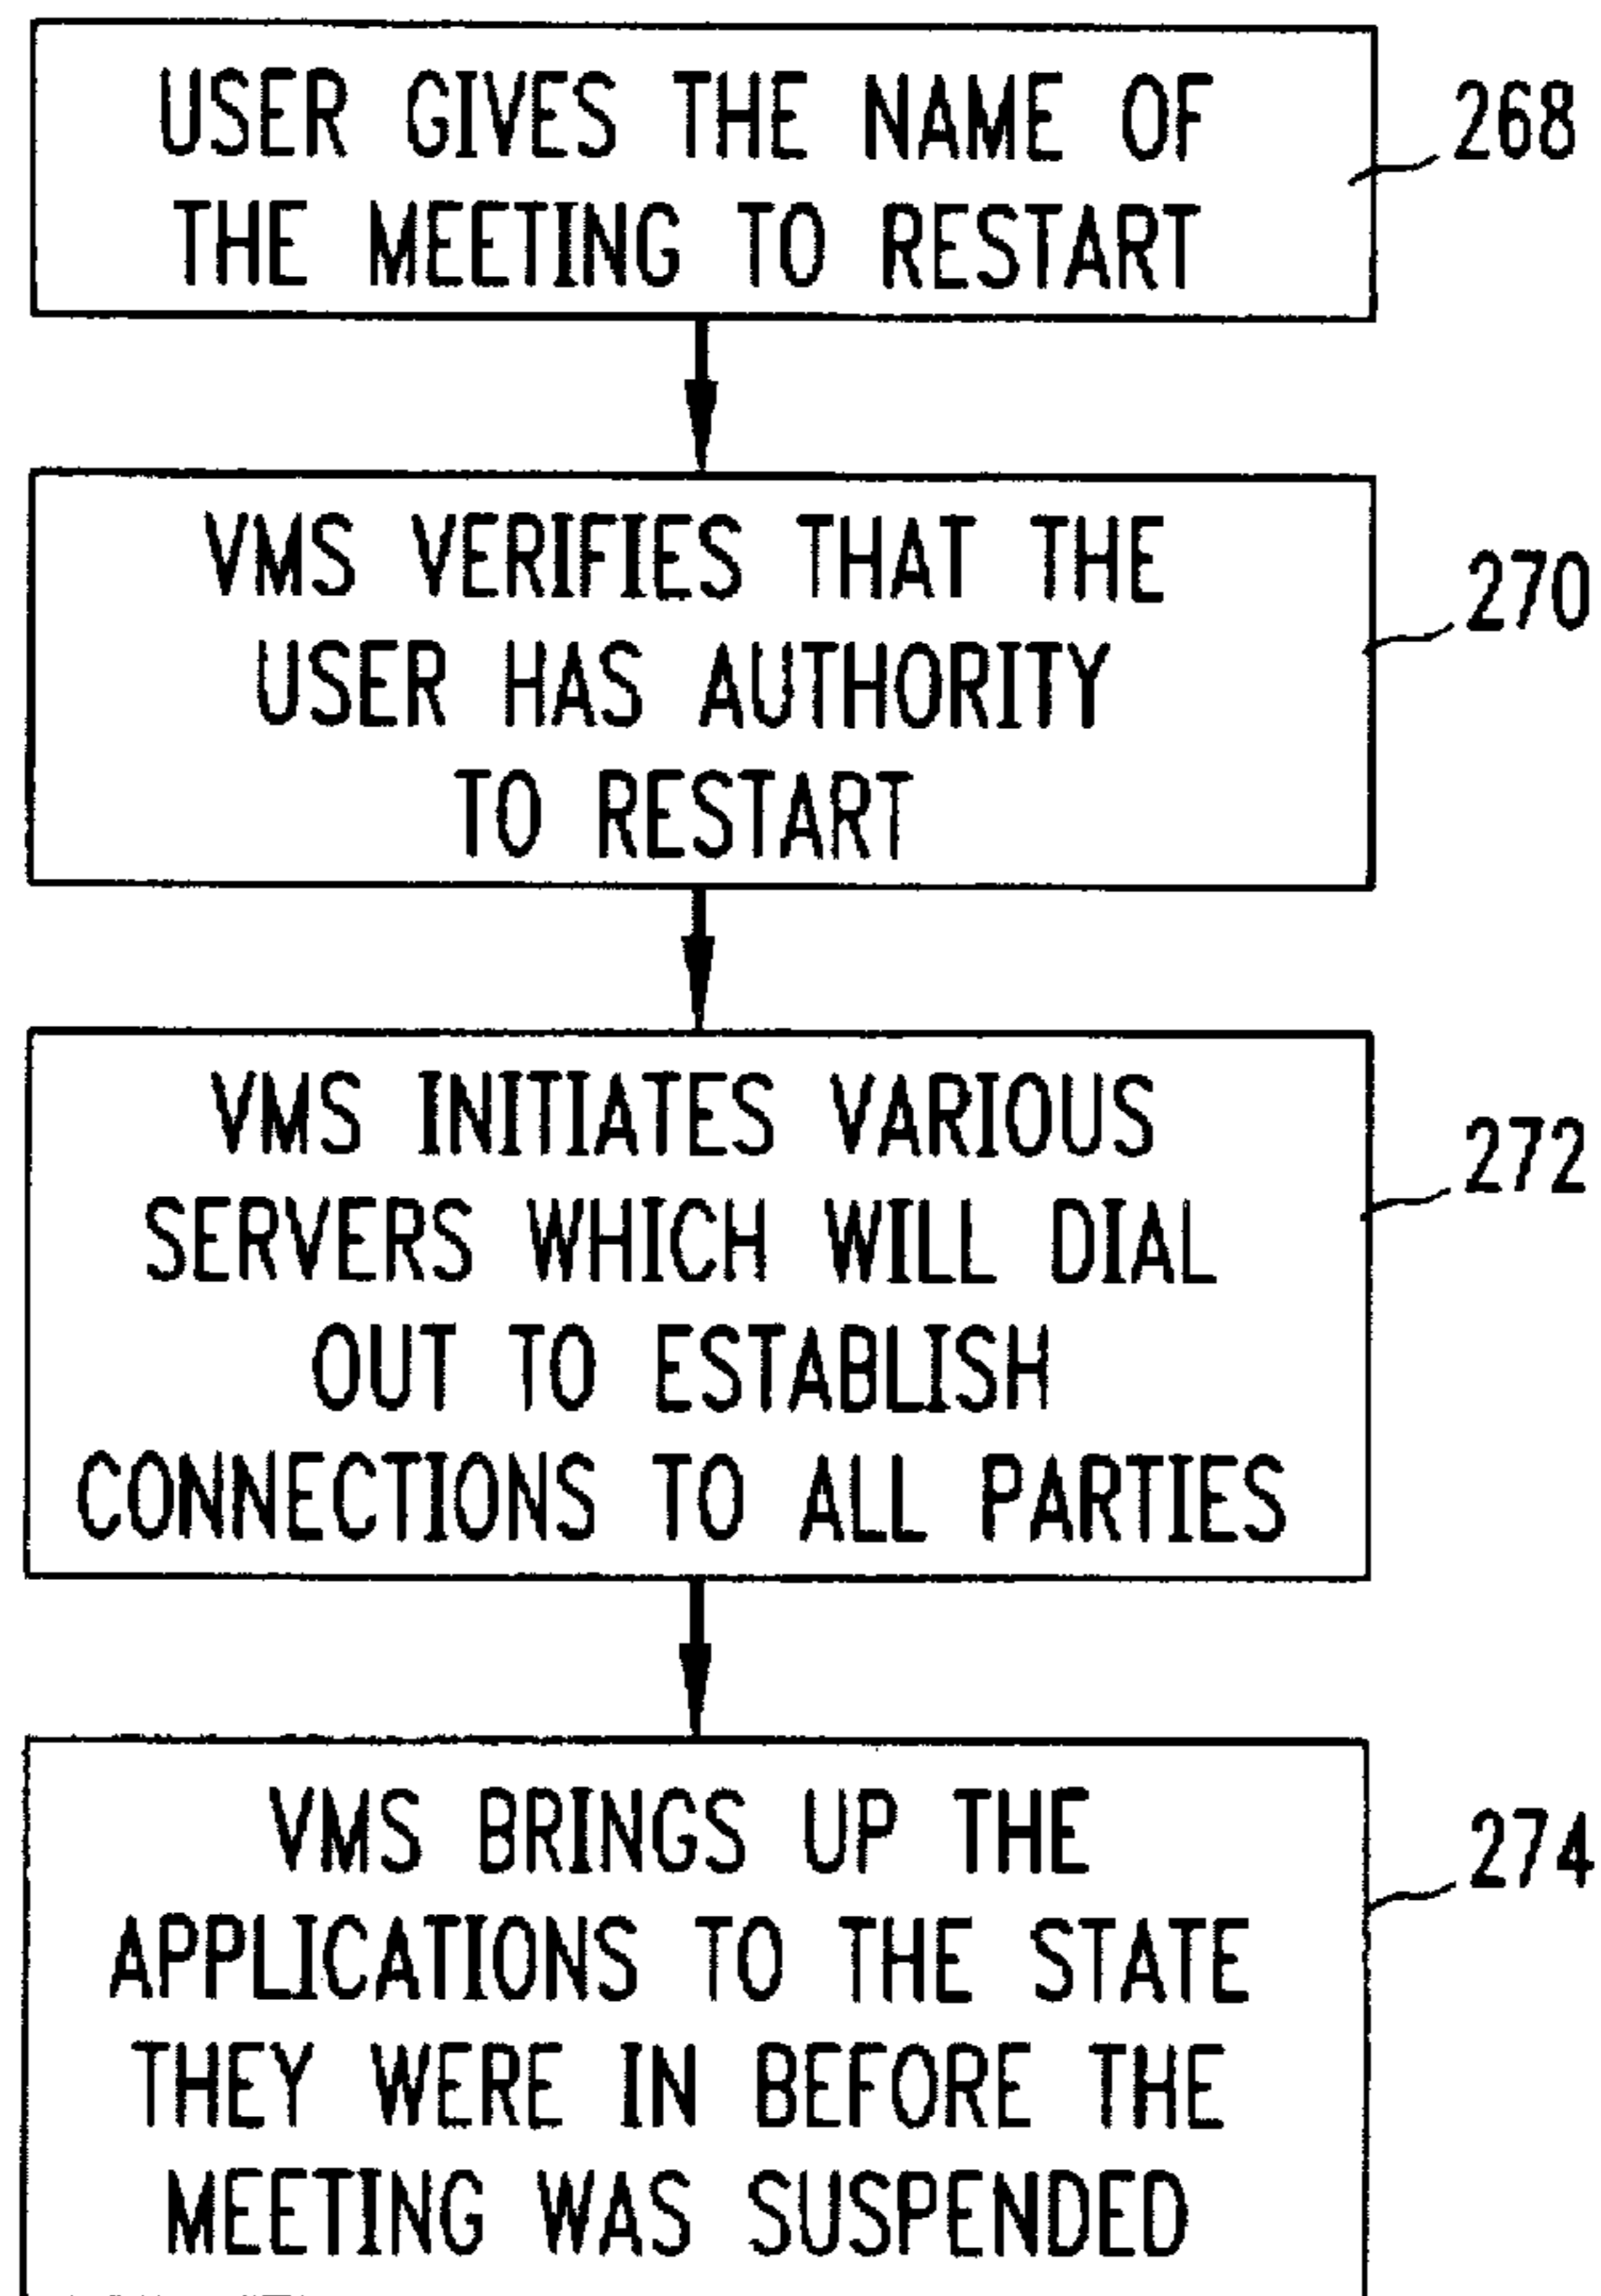 USER GIVES THE NAME OF
THE MEETING TO RESTART
268
VMS VERIFIES THAT THE
USER HAS AUTHORITY
TO RESTART
270
VMS INITIATES VARIOUS
SERVERS WHICH WILL DIAL
OUT TO ESTABLISH
CONNECTIONS TO ALL PARTIES
272
VMS BRINGS UP THE
APPLICATIONS TO THE STATE
THEY WERE IN BEFORE THE
MEETING WAS SUSPENDED
274